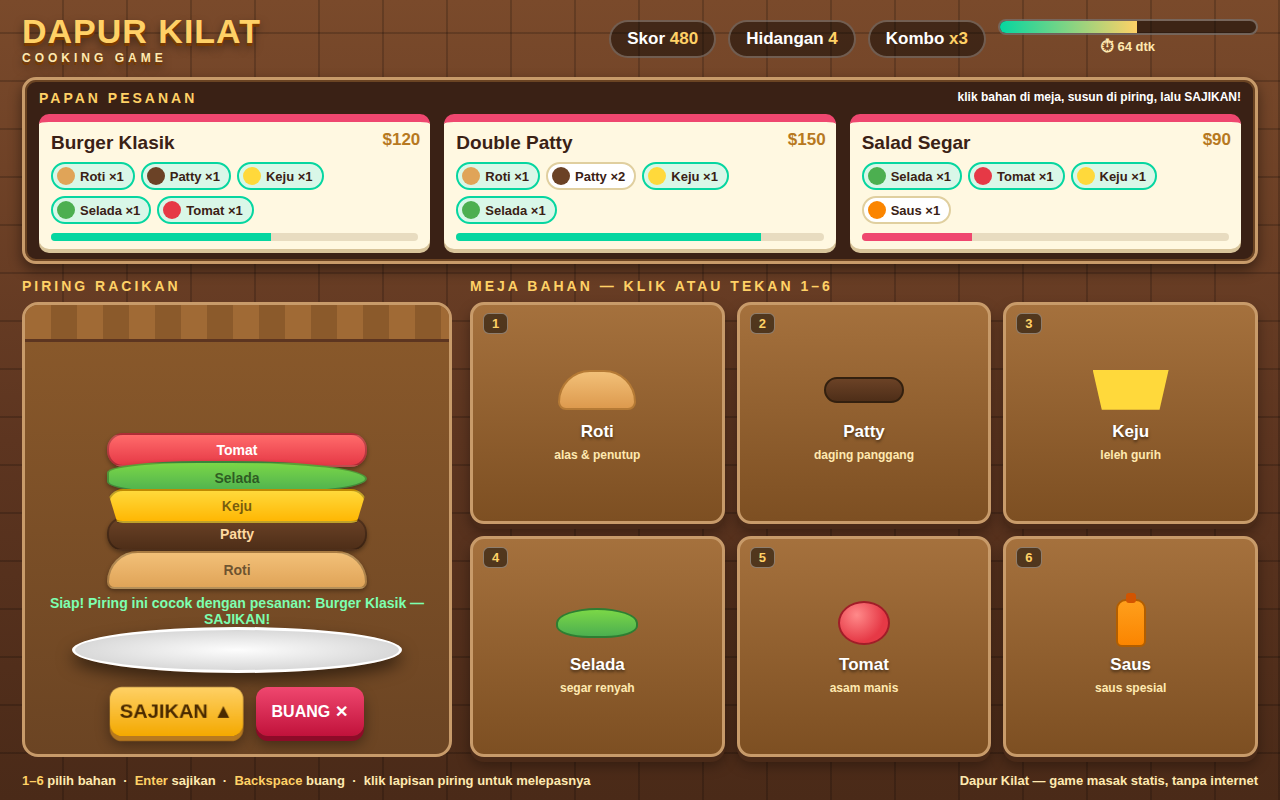 DAPUR KILAT
COOKING GAME
Skor 480
Hidangan 4
Kombo x3
⏱ 64 dtk
PAPAN PESANAN
klik bahan di meja, susun di piring, lalu SAJIKAN!
Burger Klasik
$120
Roti ×1
Patty ×1
Keju ×1
Selada ×1
Tomat ×1
Double Patty
$150
Roti ×1
Patty ×2
Keju ×1
Selada ×1
Salad Segar
$90
Selada ×1
Tomat ×1
Keju ×1
Saus ×1
PIRING RACIKAN
Tomat
Selada
Keju
Patty
Roti
Siap! Piring ini cocok dengan pesanan: Burger Klasik —
SAJIKAN!
SAJIKAN ▲
BUANG ✕
MEJA BAHAN — KLIK ATAU TEKAN 1–6
1
Roti
alas & penutup
2
Patty
daging panggang
3
Keju
leleh gurih
4
Selada
segar renyah
5
Tomat
asam manis
6
Saus
saus spesial
1–6 pilih bahan · Enter sajikan · Backspace buang · klik lapisan piring untuk melepasnya
Dapur Kilat — game masak statis, tanpa internet